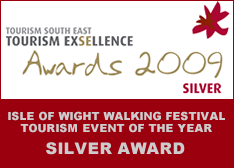 TOURISM SOUTH EAST
TOURISM EXSELLENCE
Awards 2009
SILVER
ISLE OF WIGHT WALKING FESTIVAL
TOURISM EVENT OF THE YEAR
SILVER AWARD